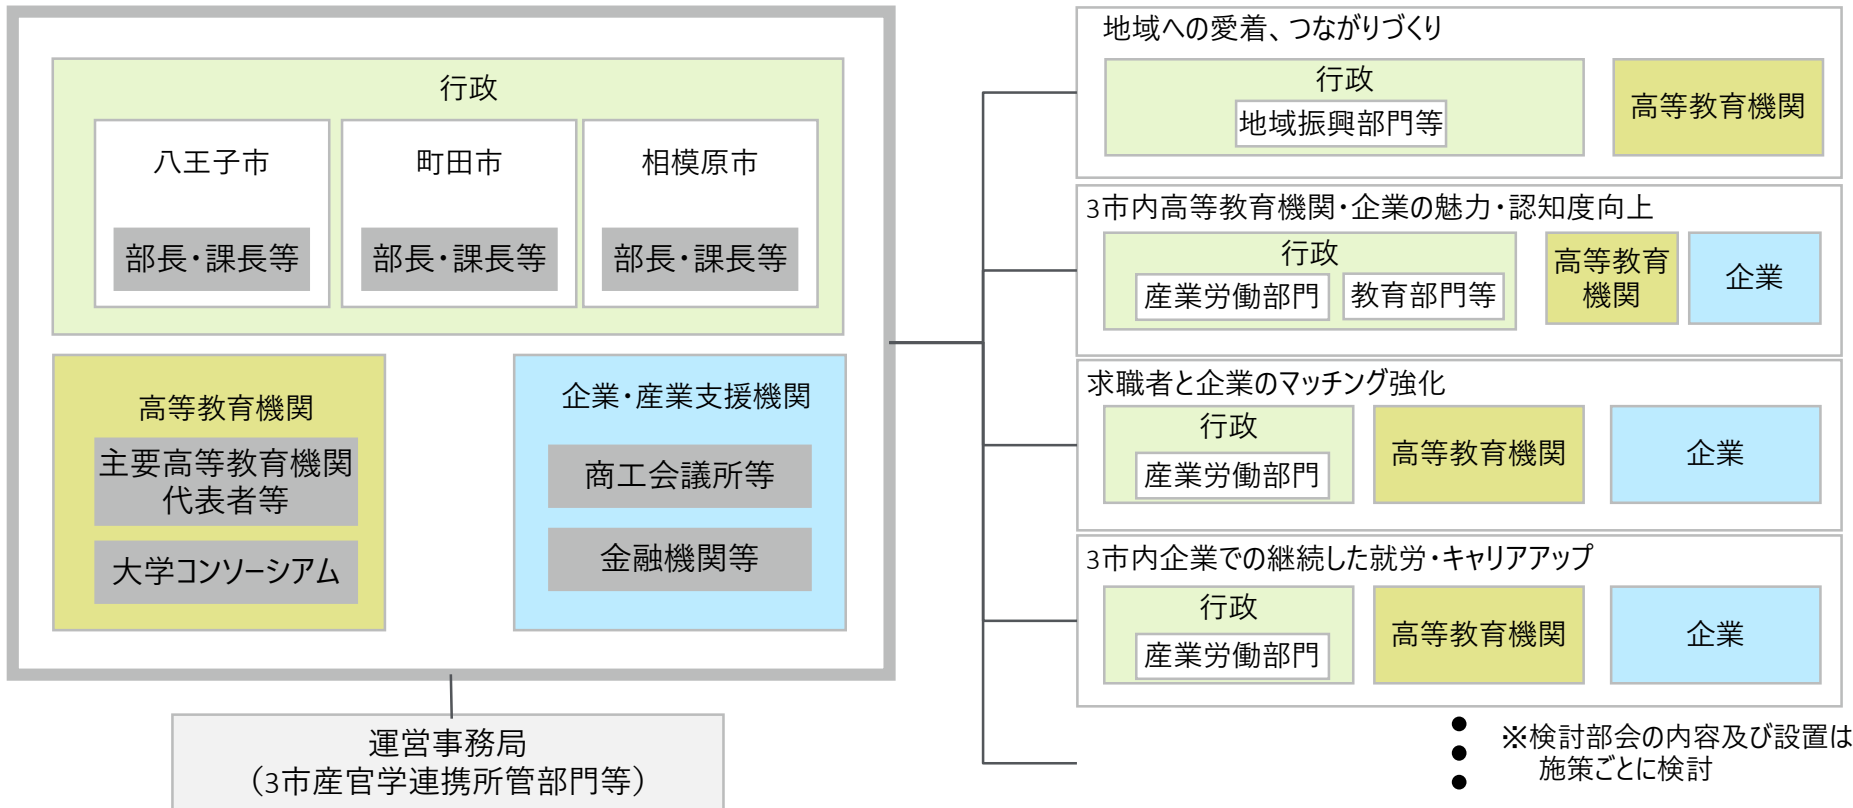 行政
八王子市
部長・課長等
町田市
部長・課長等
相模原市
部長・課長等
高等教育機関
主要高等教育機関
代表者等
大学コンソーシアム
企業・産業支援機関
商工会議所等
金融機関等
運営事務局
（3市産官学連携所管部門等）
地域への愛着、つながりづくり
行政
地域振興部門等
高等教育機関
3市内高等教育機関・企業の魅力・認知度向上
行政
産業労働部門
教育部門等
高等教育
機関
企業
求職者と企業のマッチング強化
行政
産業労働部門
高等教育機関
企業
3市内企業での継続した就労・キャリアアップ
行政
産業労働部門
高等教育機関
企業
※検討部会の内容及び設置は
施策ごとに検討